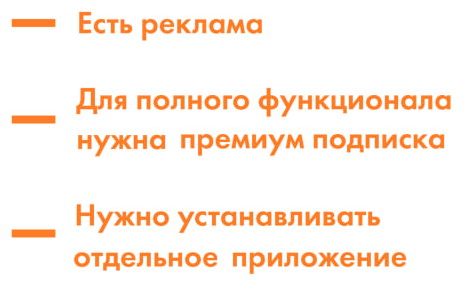 Есть реклама
Для полного функционала
нужна премиум подписка
Нужно устанавливать
отдельное приложение